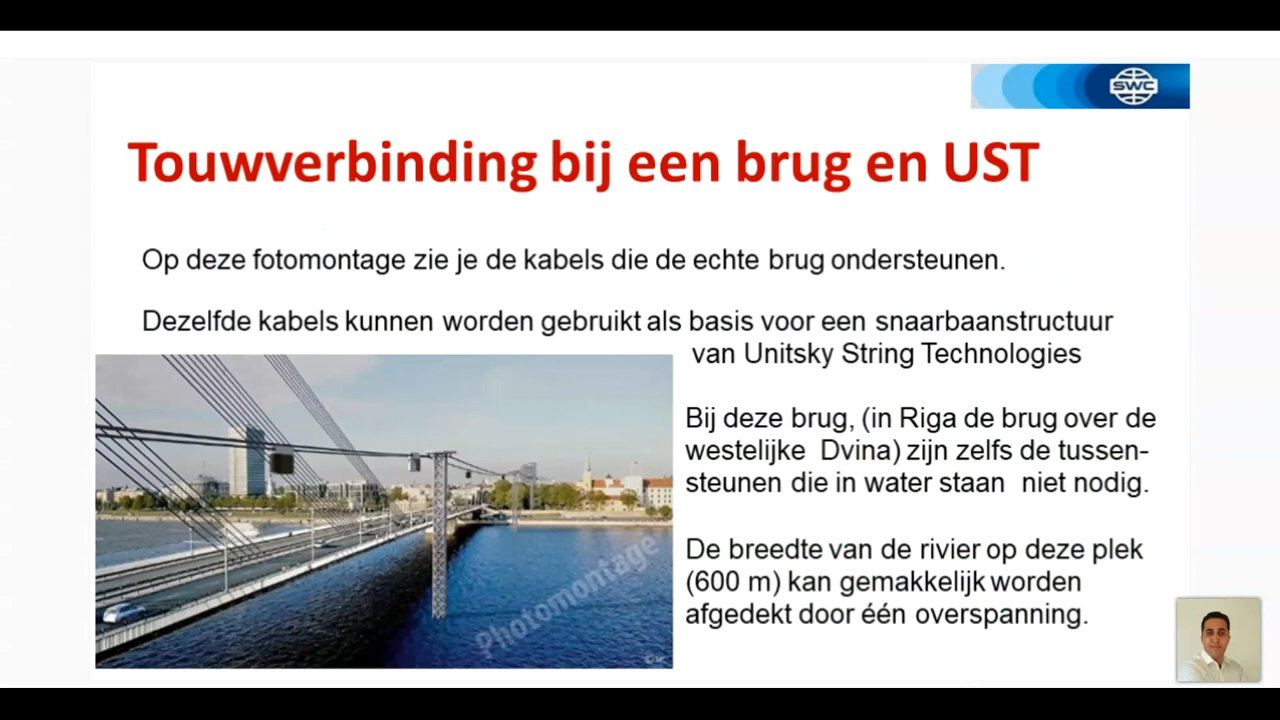 SWC
Touwverbinding bij een brug en UST
Op deze fotomontage zie je de kabels die de echte brug ondersteunen.
Dezelfde kabels kunnen worden gebruikt als basis voor een snaarbaanstructuur
van Unitsky String Technologies
Bij deze brug, (in Riga de brug over de
westelijke Dvina) zijn zelfs de tussen-
steunen die in water staan niet nodig.
De breedte van de rivier op deze plek
(600 m) kan gemakkelijk worden
afgedekt door één overspanning.
Photomontage